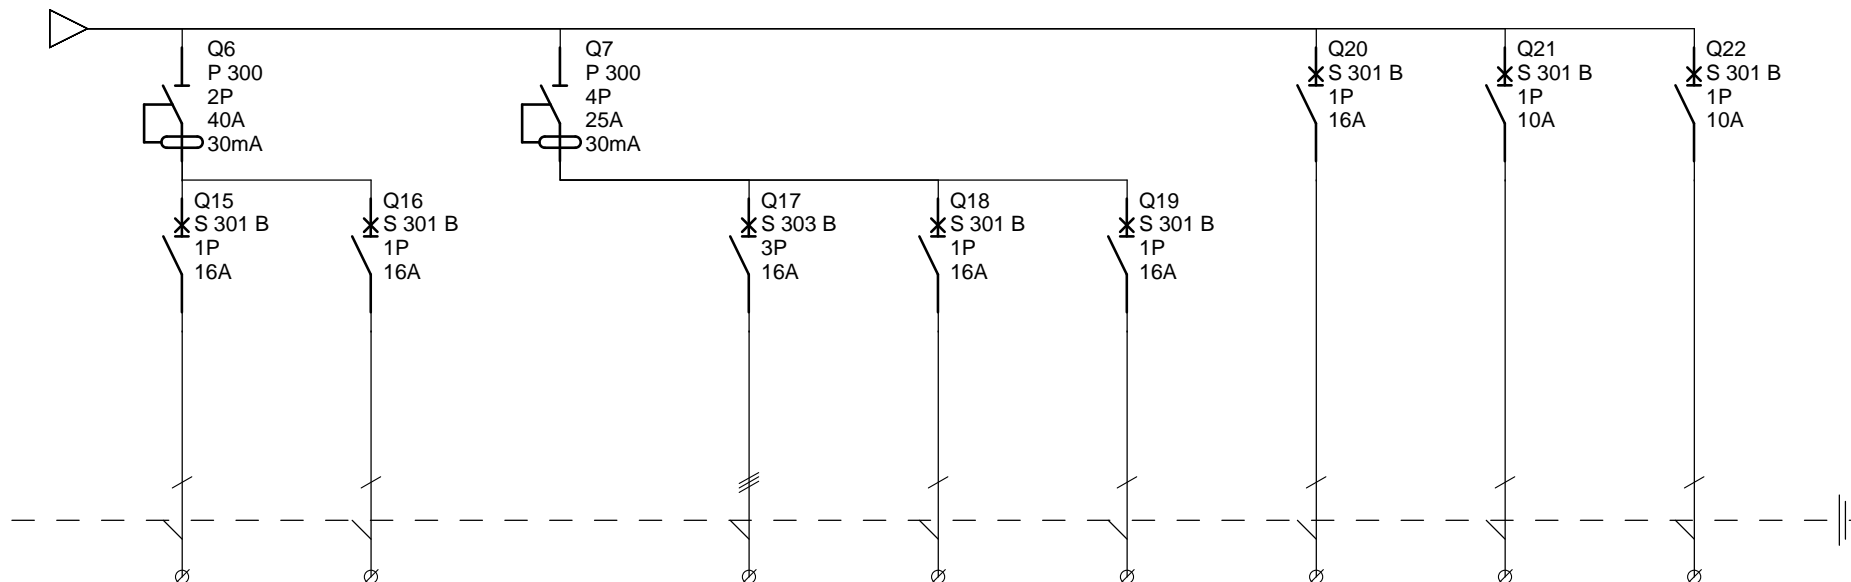 Q6
P 300
2P
40A
30mA
Q7
P 300
4P
25A
30mA
Q20
S 301 B
1P
16A
Q21
S 301 B
1P
10A
Q22
S 301 B
1P
10A
Q15
S 301 B
1P
16A
Q16
S 301 B
1P
16A
Q17
S 303 B
3P
16A
Q18
S 301 B
1P
16A
Q19
S 301 B
1P
16A